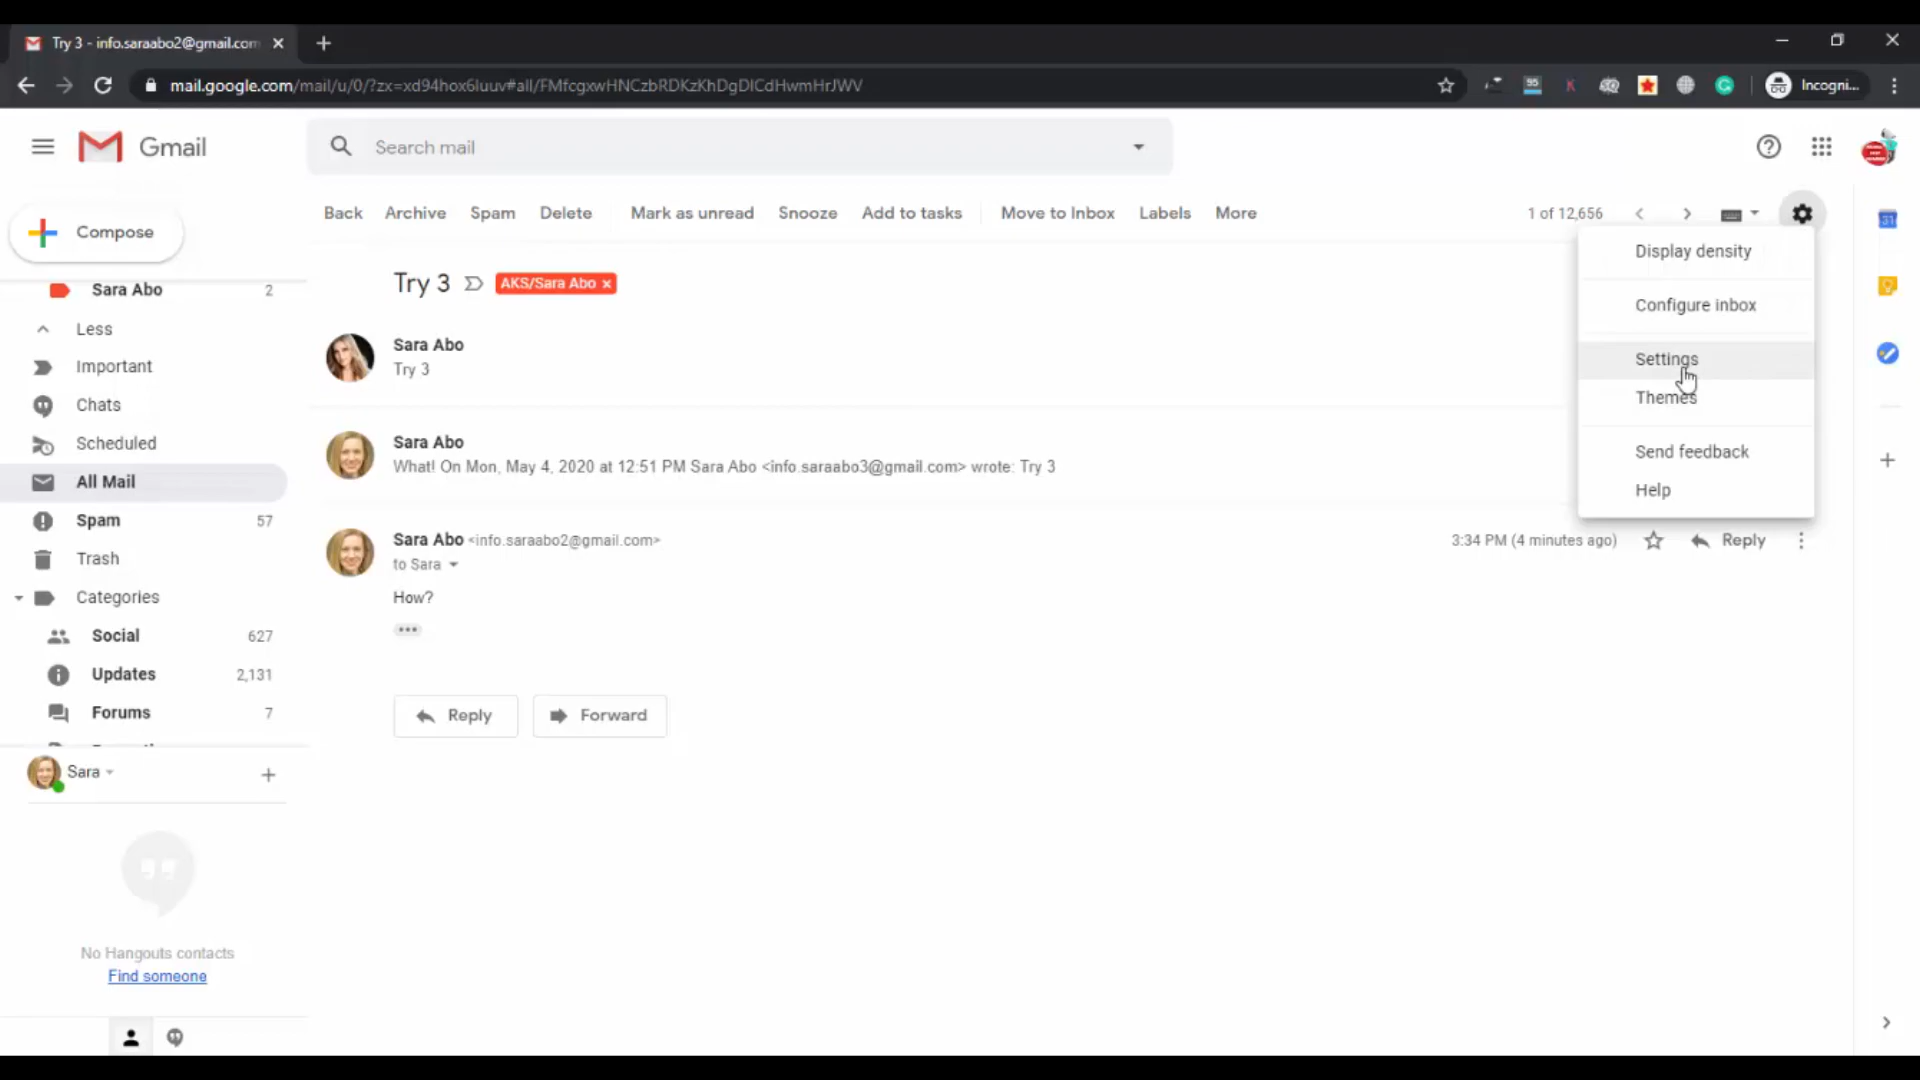 Try 3 - info.saraabo2@gmail.com
mail.google.com/mail/u/0/?zx=xd94hox6luuv#all/FMfcgxwHNCzbRDKzKhDgDlCdHwmHrJWV
95
Incogni...
Gmail
Search mail
Compose
Back
Archive
Spam
Delete
Mark as unread
Snooze
Add to tasks
Move to Inbox
Labels
More
1 of 12,656
31
Sara Abo 2
Less
Important
Chats
Scheduled
All Mail
Spam 57
Trash
Categories
Social 627
Updates 2,131
Forums 7
Sara
No Hangouts contacts
Find someone
Try 3
AKS/Sara Abo x
Sara Abo
Try 3
Sara Abo
What! On Mon, May 4, 2020 at 12:51 PM Sara Abo <info.saraabo3@gmail.com> wrote: Try 3
Sara Abo <info.saraabo2@gmail.com>
3:34 PM (4 minutes ago)
Reply
to Sara
How?
Reply
Forward
Display density
Configure inbox
Settings
Themes
Send feedback
Help